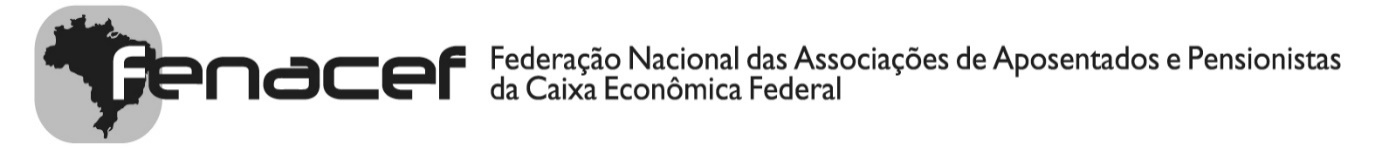 fenacef
Federação Nacional das Associações de Aposentados e Pensionistas
da Caixa Econômica Federal